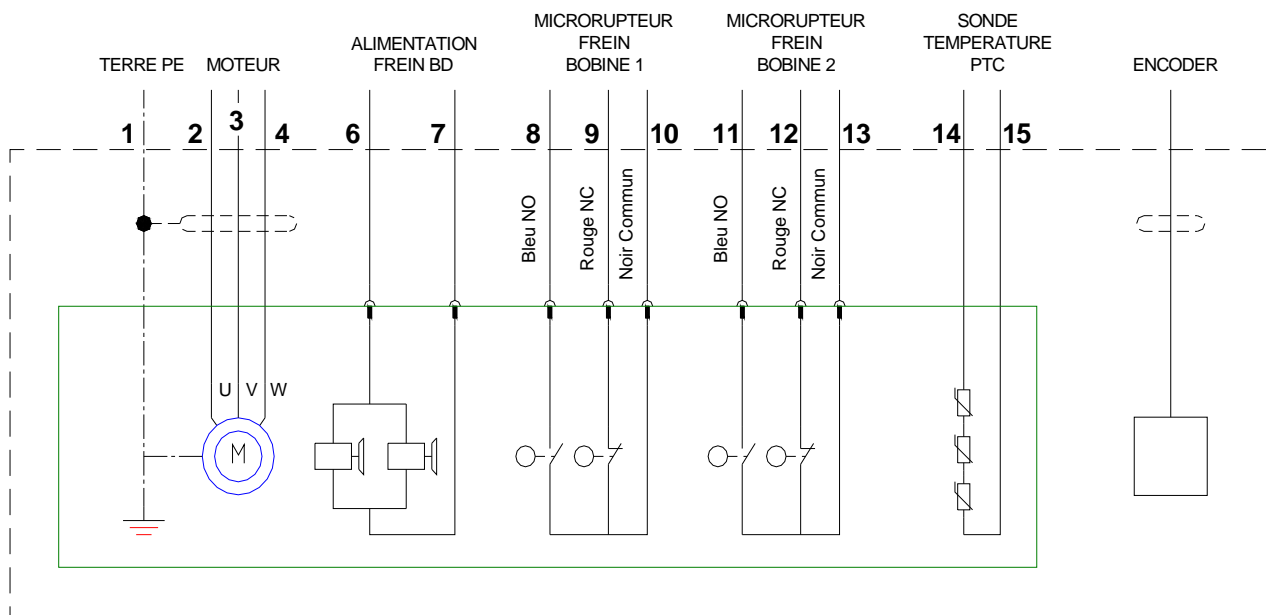 TERRE PE
MOTEUR
ALIMENTATION
FREIN BD
MICRORUPTEUR
FREIN
BOBINE 1
MICRORUPTEUR
FREIN
BOBINE 2
SONDE
TEMPERATURE
PTC
ENCODER
1
2
3
4
6
7
8
9
10
11
12
13
14
15
Bleu NO
Rouge NC
Noir Commun
Bleu NO
Rouge NC
Noir Commun
U V W
M